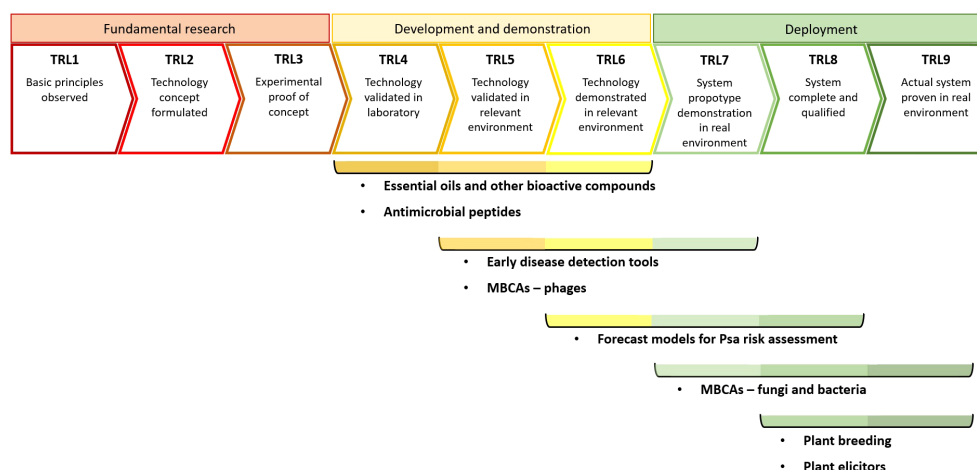 Fundamental research
Development and demonstration
Deployment
TRL1
Basic principles
observed
TRL2
Technology
concept
formulated
TRL3
Experimental
proof of
concept
TRL4
Technology
validated in
laboratory
TRL5
Technology
validated in
relevant
environment
TRL6
Technology
demonstrated
in relevant
environment
TRL7
System
propotype
demonstration
in real
environment
TRL8
System
complete and
qualified
TRL9
Actual system
proven in real
environment
• Essential oils and other bioactive compounds
• Antimicrobial peptides
• Early disease detection tools
• MBCAs – phages
• Forecast models for Psa risk assessment
• MBCAs – fungi and bacteria
• Plant breeding
• Plant elicitors